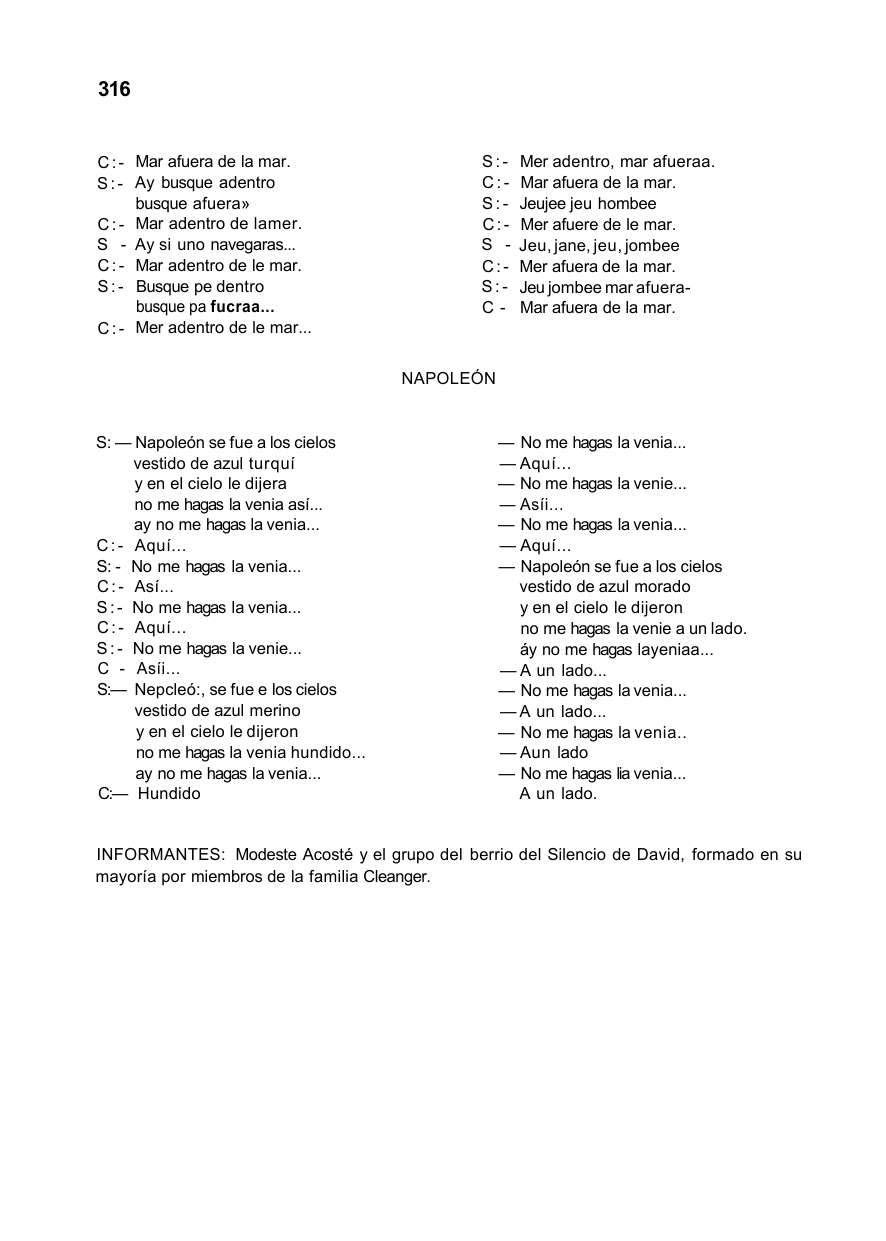 316
C:- Mar afuera de la mar.
S:- Ay busque adentro
busque afuera»
C:- Mar adentro de lamer.
S - Ay si uno navegaras...
C:- Mar adentro de le mar.
S:- Busque pe dentro
busque pa fucraa...
C:- Mer adentro de le mar...
S:- Mer adentro, mar afueraa.
C:- Mar afuera de la mar.
S:- Jeujee jeu hombee
C:- Mer afuere de le mar.
S - Jeu, jane, jeu, jombee
C:- Mer afuera de la mar.
S:- Jeu jombee mar afuera-
C - Mar afuera de la mar.
NAPOLEÓN
S: — Napoleón se fue a los cielos
vestido de azul turquí
y en el cielo le dijera
no me hagas la venia así...
ay no me hagas la venia...
C:- Aquí...
S: - No me hagas la venia...
C:- Así...
S:- No me hagas la venia...
C:- Aquí...
S:- No me hagas la venie...
C - Asíi...
S:— Nepcleó:, se fue e los cielos
vestido de azul merino
y en el cielo le dijeron
no me hagas la venia hundido...
ay no me hagas la venia...
C:— Hundido
— No me hagas la venia...
— Aquí...
— No me hagas la venie...
— Asíi...
— No me hagas la venia...
— Aquí...
— Napoleón se fue a los cielos
vestido de azul morado
y en el cielo le dijeron
no me hagas la venie a un lado.
áy no me hagas layeniaa...
— A un lado...
— No me hagas la venia...
— A un lado...
— No me hagas la venia..
— Aun lado
— No me hagas lia venia...
A un lado.
INFORMANTES: Modeste Acosté y el grupo del berrio del Silencio de David, formado en su
mayoría por miembros de la familia Cleanger.